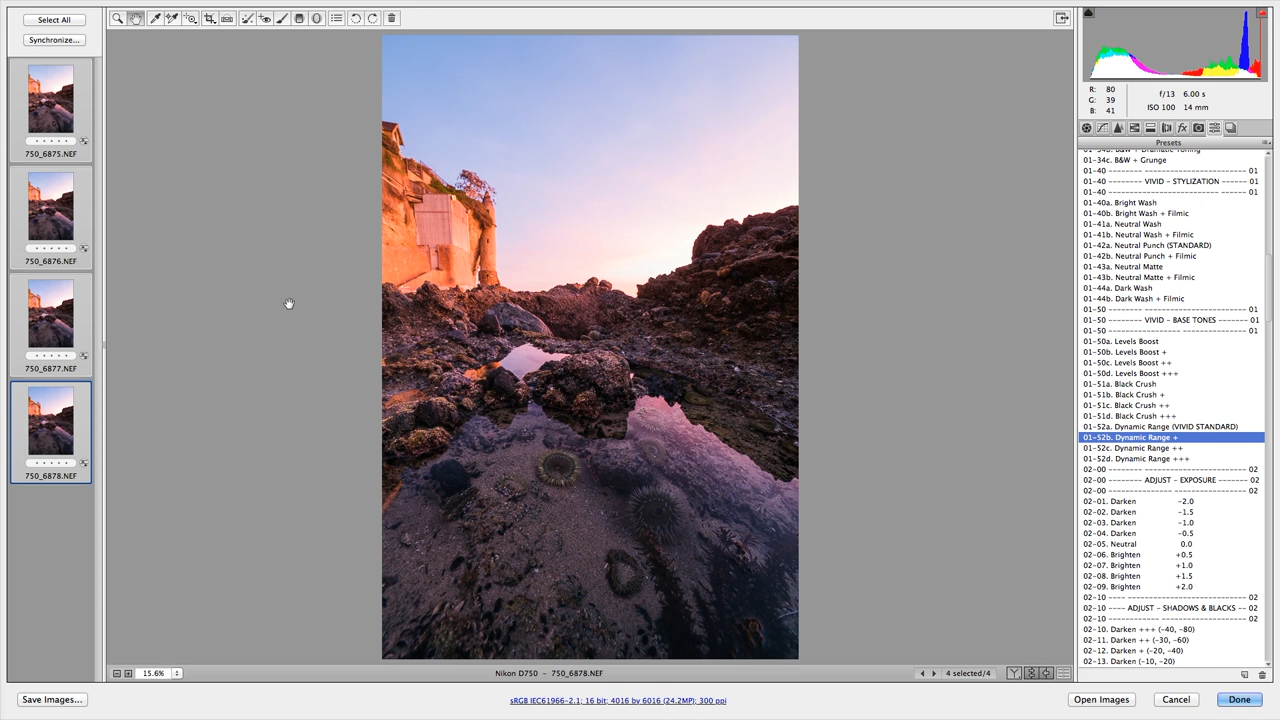 Select All
Synchronize...
750_6875.NEF
750_6876.NEF
750_6877.NEF
750_6878.NEF
R: 80
G: 39
B: 41
f/13 6.00 s
ISO 100 14 mm
Presets
01-34c. B&W + Grunge
01-40 -------- -------------------- 01
01-40 -------- VIVID - STYLIZATION ------ 01
01-40 -------- -------------------- 01
01-40a. Bright Wash
01-40b. Bright Wash + Filmic
01-41a. Neutral Wash
01-41b. Neutral Wash + Filmic
01-42a. Neutral Punch (STANDARD)
01-42b. Neutral Punch + Filmic
01-43a. Neutral Matte
01-43b. Neutral Matte + Filmic
01-44a. Dark Wash
01-44b. Dark Wash + Filmic
01-50 -------- -------------------- 01
01-50 -------- VIVID - BASE TONES ------- 01
01-50 -------- -------------------- 01
01-50a. Levels Boost
01-50b. Levels Boost +
01-50c. Levels Boost ++
01-50d. Levels Boost +++
01-51a. Black Crush
01-51b. Black Crush +
01-51c. Black Crush ++
01-51d. Black Crush +++
01-52a. Dynamic Range (VIVID STANDARD)
01-52b. Dynamic Range +
01-52c. Dynamic Range ++
01-52d. Dynamic Range +++
02-00 -------- -------------------- 02
02-00 -------- ADJUST - EXPOSURE ---- 02
02-00 -------- -------------------- 02
02-01. Darken -2.0
02-02. Darken -1.5
02-03. Darken -1.0
02-04. Darken -0.5
02-05. Neutral 0.0
02-06. Brighten +0.5
02-07. Brighten +1.0
02-08. Brighten +1.5
02-09. Brighten +2.0
02-10 ---- -------------------- 02
02-10 ---- ADJUST - SHADOWS & BLACKS -- 02
02-10 -------- -------------------- 02
02-10. Darken +++ (-40, -80)
02-11. Darken ++ (-30, -60)
02-12. Darken + (-20, -40)
02-13. Darken (-10, -20)
15.6%
Nikon D750 - 750_6878.NEF
4 selected/4
Save Images...
sRGB IEC61966-2.1; 16 bit; 4016 by 6016 (24.2MP); 300 ppi
Open Images
Cancel
Done